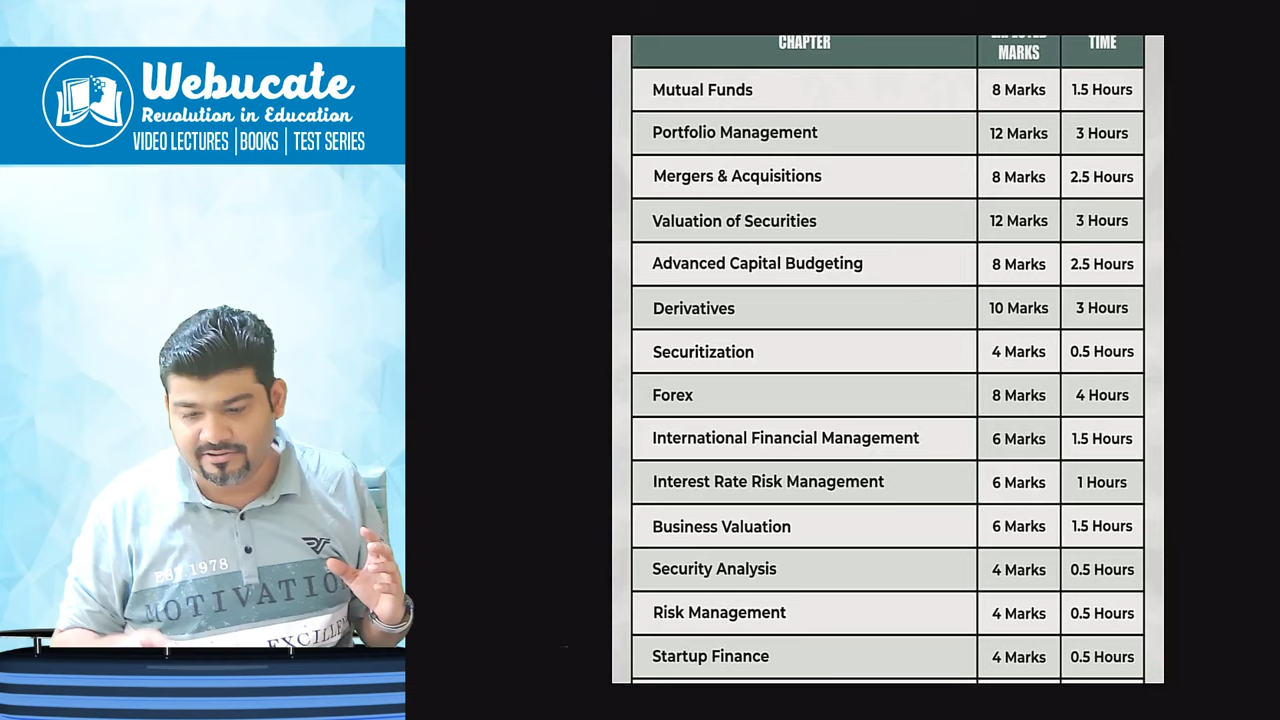 Webucate
Revolution in Education
VIDEO LECTURES | BOOKS | TEST SERIES
EST 1978
MOTIVATIO
EXCELLE
CHAPTER EXPECTED MARKS TIME
Mutual Funds 8 Marks 1.5 Hours
Portfolio Management 12 Marks 3 Hours
Mergers & Acquisitions 8 Marks 2.5 Hours
Valuation of Securities 12 Marks 3 Hours
Advanced Capital Budgeting 8 Marks 2.5 Hours
Derivatives 10 Marks 3 Hours
Securitization 4 Marks 0.5 Hours
Forex 8 Marks 4 Hours
International Financial Management 6 Marks 1.5 Hours
Interest Rate Risk Management 6 Marks 1 Hours
Business Valuation 6 Marks 1.5 Hours
Security Analysis 4 Marks 0.5 Hours
Risk Management 4 Marks 0.5 Hours
Startup Finance 4 Marks 0.5 Hours